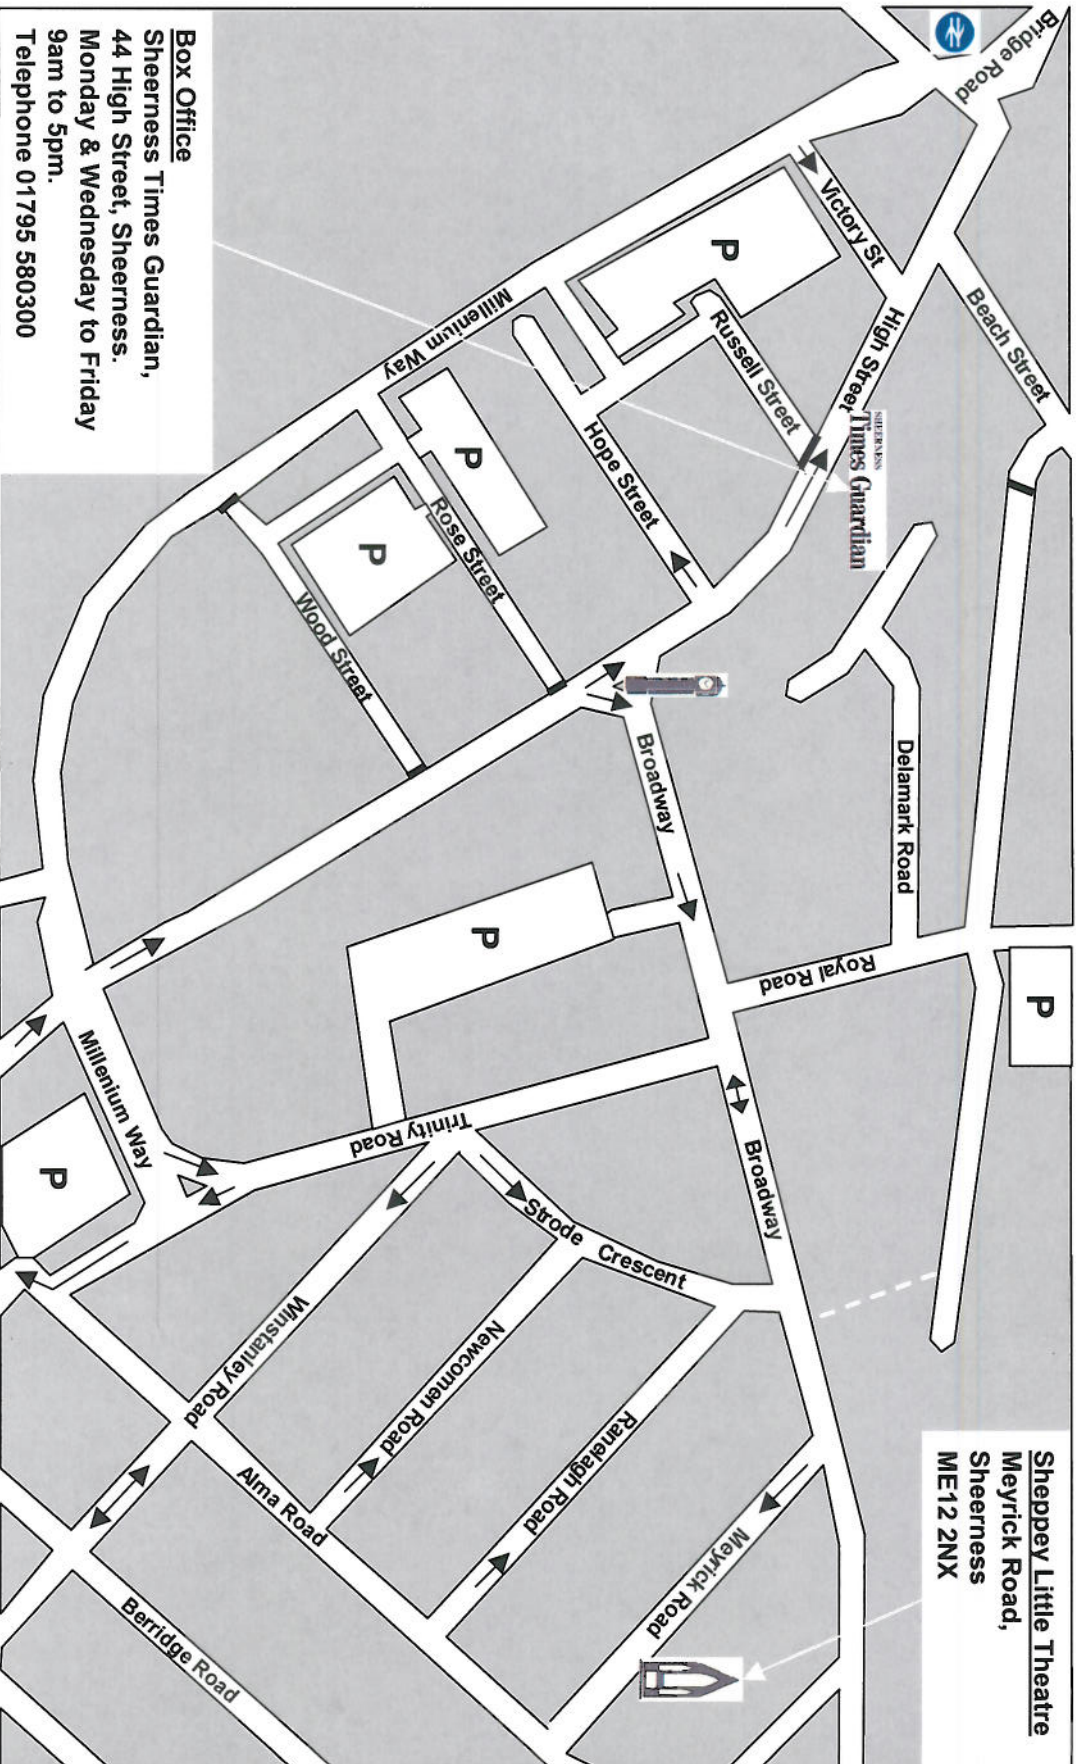 Sheppey Little Theatre
Meyrick Road,
Sheerness
ME12 2NX
P
Beach Street
Bridge Road
Delamark Road
Royal Road
SHEERNESS
Times Guardian
High Street
Victory St
P
Russell Street
Broadway
Broadway
Hope Street
Millenium Way
P
Rose Street
P
Wood Street
P
Trinity Road
Strode Crescent
Meyrick Road
Ranelagh Road
Newcomen Road
Winstanley Road
Alma Road
Millenium Way
P
Berridge Road
Box Office
Sheerness Times Guardian,
44 High Street, Sheerness.
Monday & Wednesday to Friday
9am to 5pm.
Telephone 01795 580300